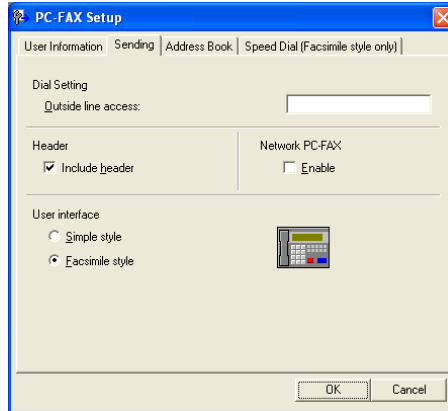 PC-FAX Setup
User Information Sending Address Book Speed Dial (Facsimile style only)
Dial Setting
Outside line access:
Header
Network PC-FAX
Include header
Enable
User interface
Simple style
Facsimile style
OK Cancel